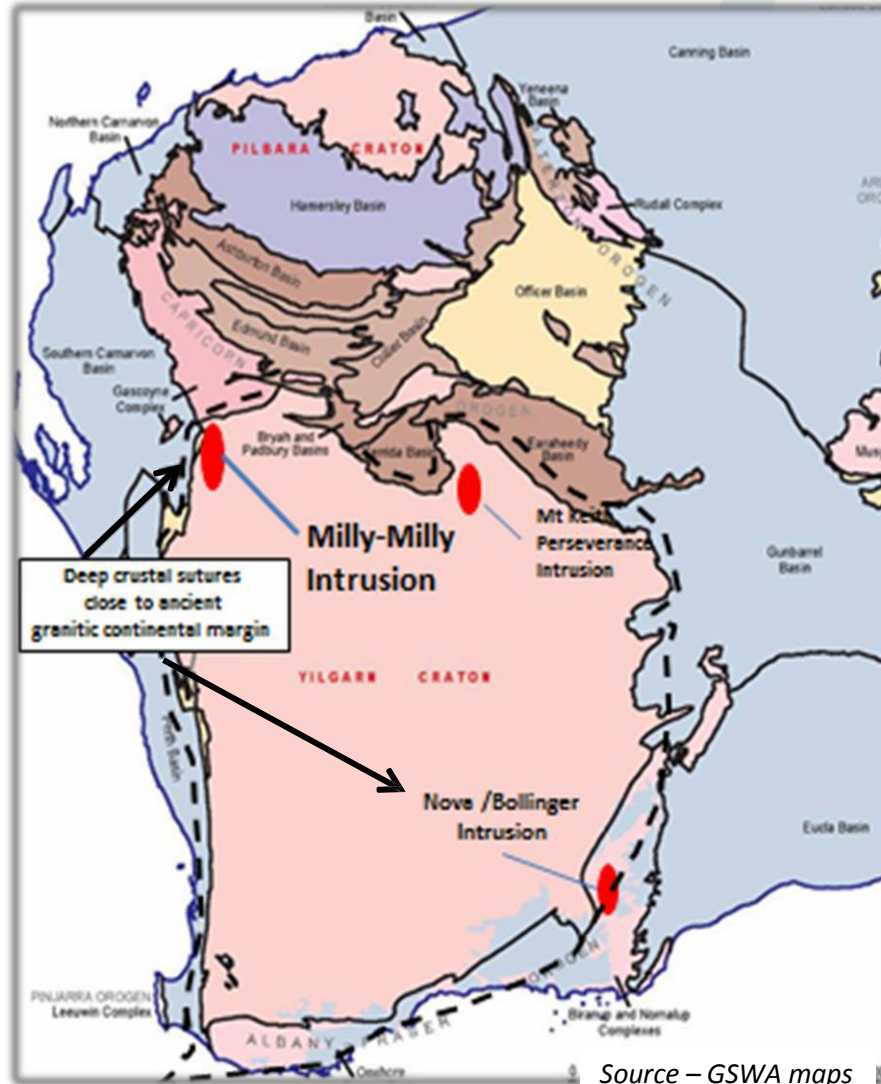 Basin
Canning Basin
Yeneena
Basin
Northern Carnarvon
Basin
PILBARA CRATON
PATERSON OROGEN
Hamersley Basin
Rudall Complex
Ashburton Basin
Officer Basin
CAPRICORN
Edmund Basin
Collier Basin
Southern Carnarvon
Basin
Gascoyne
Complex
OROGEN
Bryah and
Padbury Basins
Earaheedy
Basin
Milly-Milly
Intrusion
Mt Keith
Perseverance
Intrusion
Gunbarrel
Basin
Deep crustal sutures
close to ancient
granitic continental margin
YILGARN CRATON
Perth Basin
Nova /Bollinger
Intrusion
Eucla Basin
PINJARRA OROGEN
Leeuwin Complex
OROGEN
Biranup and Nornalup
Complexes
ALBANY - FRASER
Source – GSWA maps